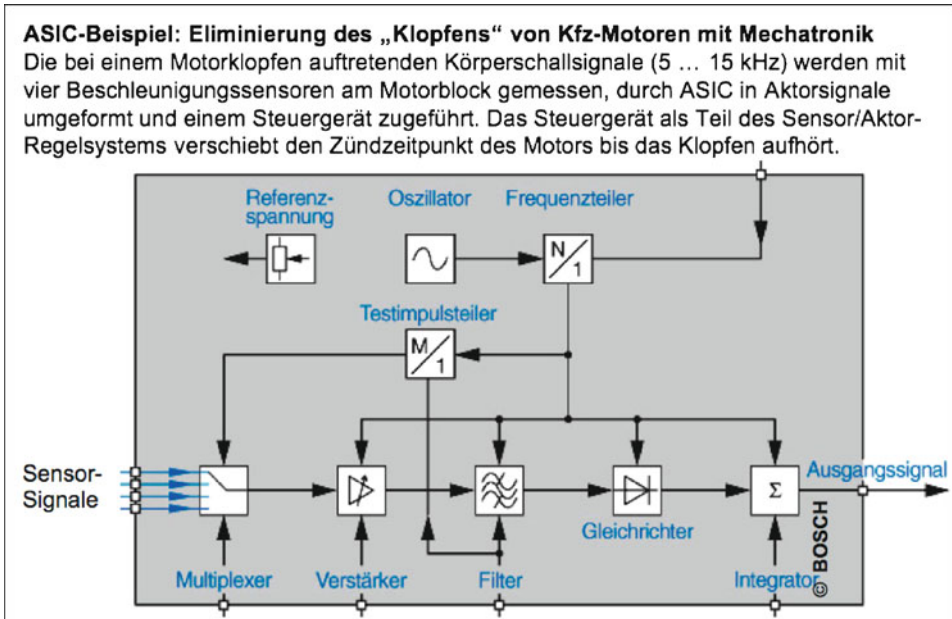 ASIC-Beispiel: Eliminierung des „Klopfens“ von Kfz-Motoren mit Mechatronik
Die bei einem Motorklopfen auftretenden Körperschallsignale (5 … 15 kHz) werden mit
vier Beschleunigungssensoren am Motorblock gemessen, durch ASIC in Aktorsignale
umgeformt und einem Steuergerät zugeführt. Das Steuergerät als Teil des Sensor/Aktor-
Regelsystems verschiebt den Zündzeitpunkt des Motors bis das Klopfen aufhört.
Referenz-
spannung
Oszillator
Frequenzteiler
N/1
Testimpulsteiler
M/1
Sensor-
Signale
Σ
Ausgangssignal
Gleichrichter
Multiplexer
Verstärker
Filter
Integrator
© BOSCH